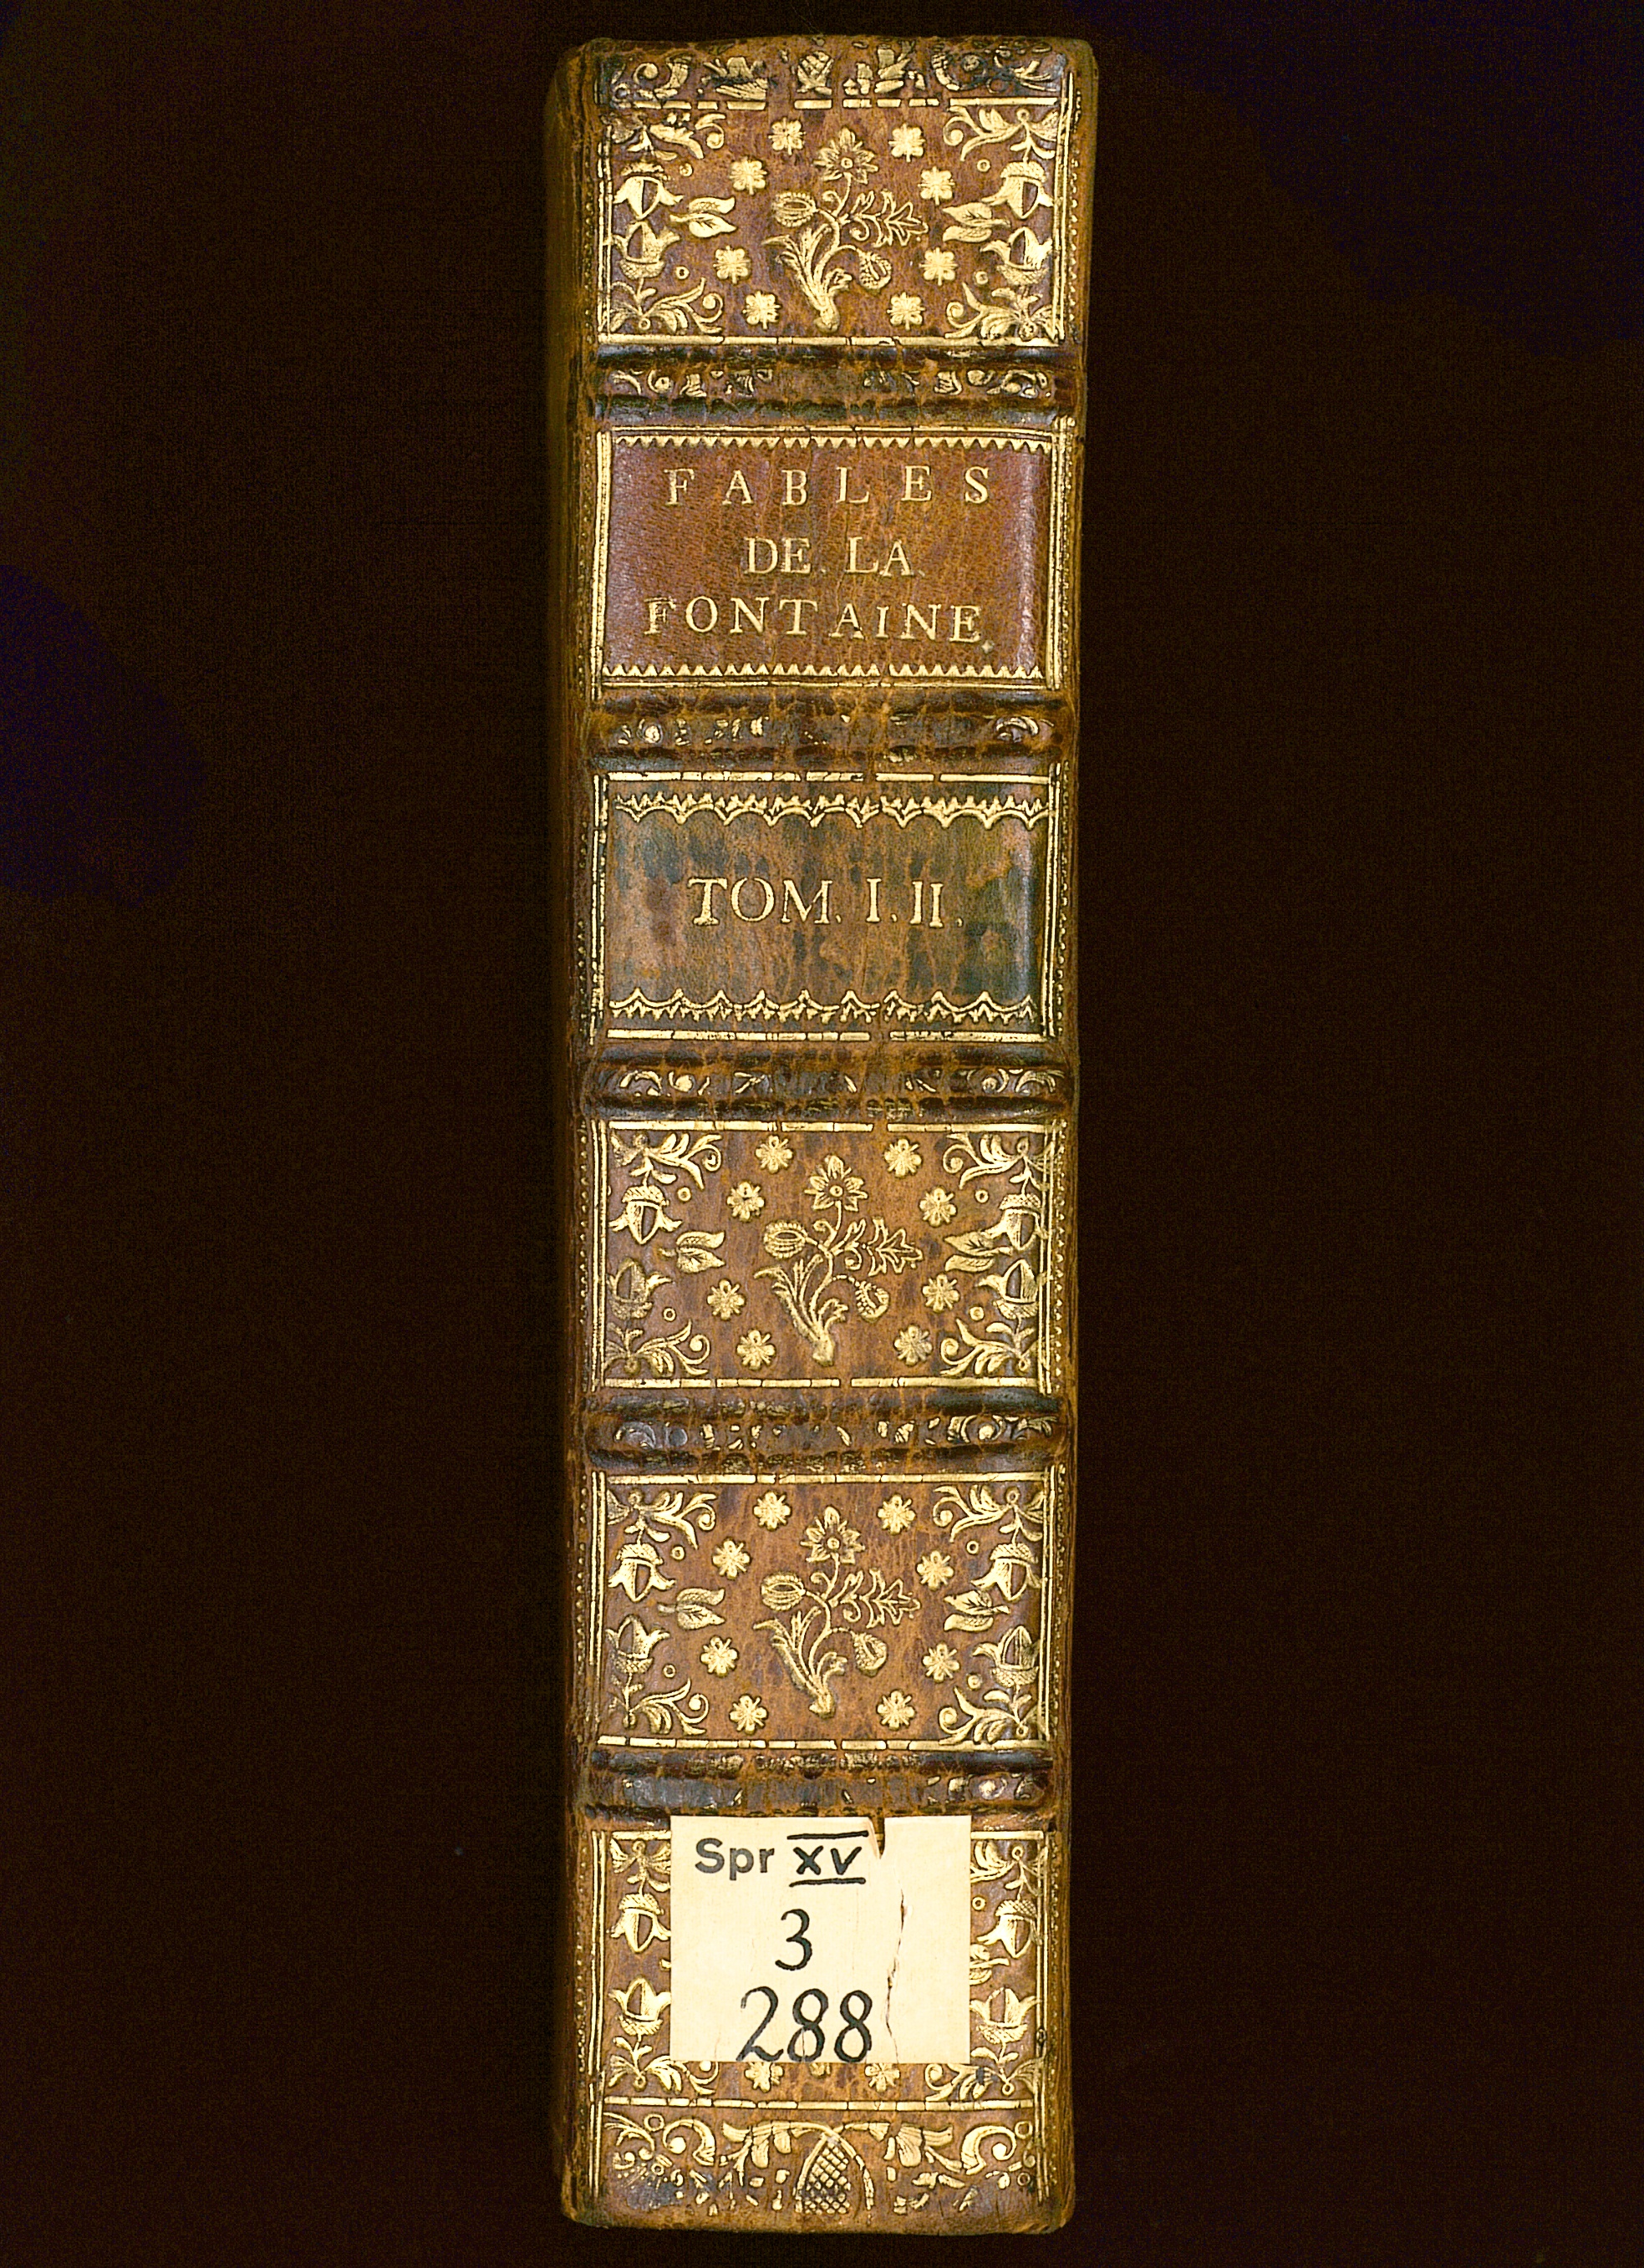 FABLES
DE LA
FONTAINE
TOM. I. II.
Spr XV
3
288